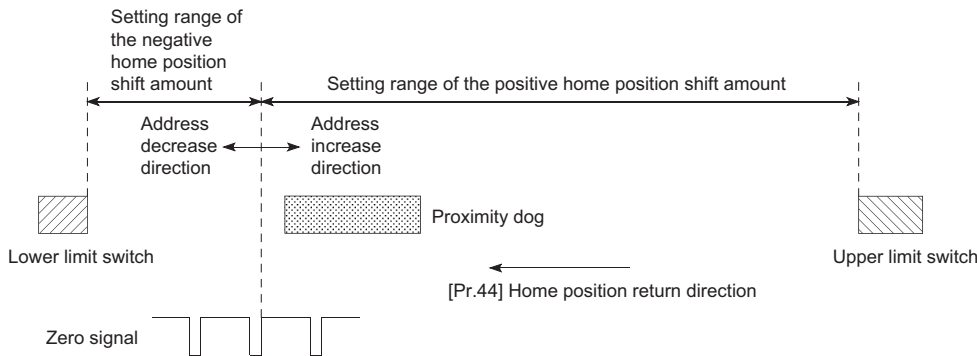 Setting range of
the negative
home position
shift amount
Setting range of the positive home position shift amount
Address
decrease
direction
Address
increase
direction
Proximity dog
Lower limit switch
Upper limit switch
[Pr.44] Home position return direction
Zero signal